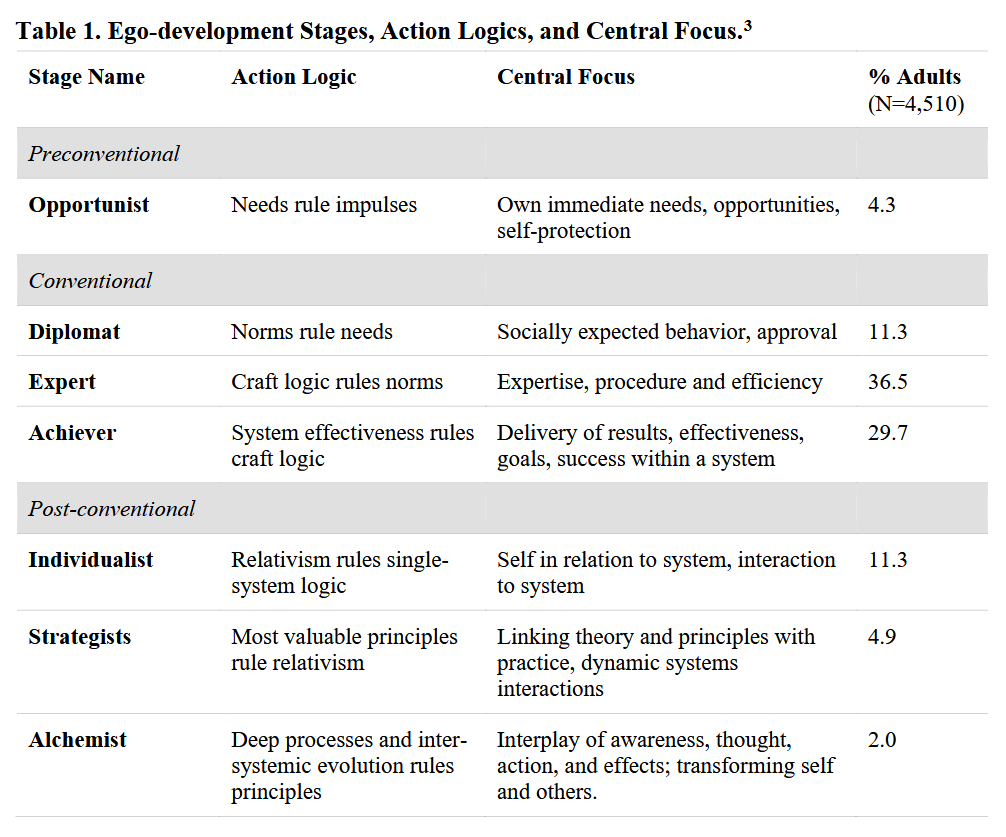 Table 1. Ego-development Stages, Action Logics, and Central Focus.3
Stage Name Action Logic Central Focus % Adults
(N=4,510)
Preconventional
Opportunist Needs rule impulses Own immediate needs, opportunities, 4.3
self-protection
Conventional
Diplomat Norms rule needs Socially expected behavior, approval 11.3
Expert Craft logic rules norms Expertise, procedure and efficiency 36.5
Achiever System effectiveness rules Delivery of results, effectiveness, 29.7
craft logic goals, success within a system
Post-conventional
Individualist Relativism rules single- Self in relation to system, interaction 11.3
system logic to system
Strategists Most valuable principles Linking theory and principles with 4.9
rule relativism practice, dynamic systems
interactions
Alchemist Deep processes and inter- Interplay of awareness, thought, 2.0
systemic evolution rules action, and effects; transforming self
principles and others.